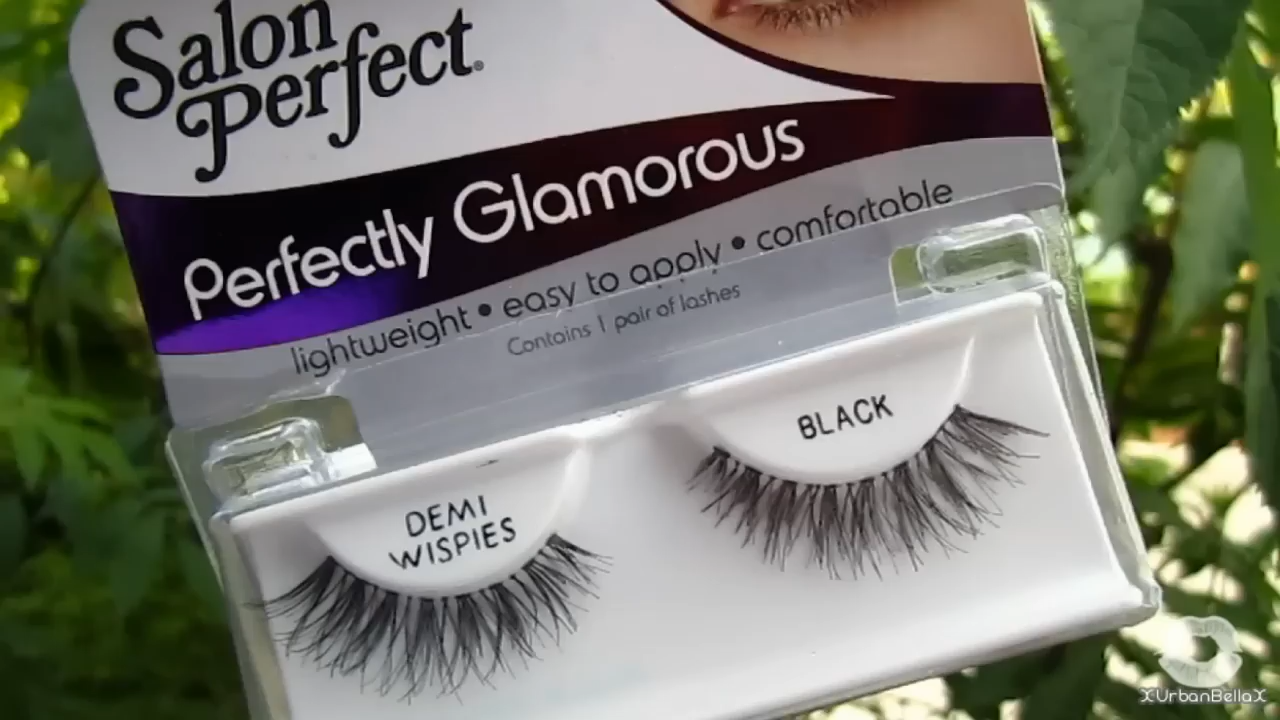 Salon
Perfect®
Perfectly Glamorous
lightweight • easy to apply • comfortable
Contains 1 pair of lashes
BLACK
DEMI
WISPIES
XUrbanBellaX